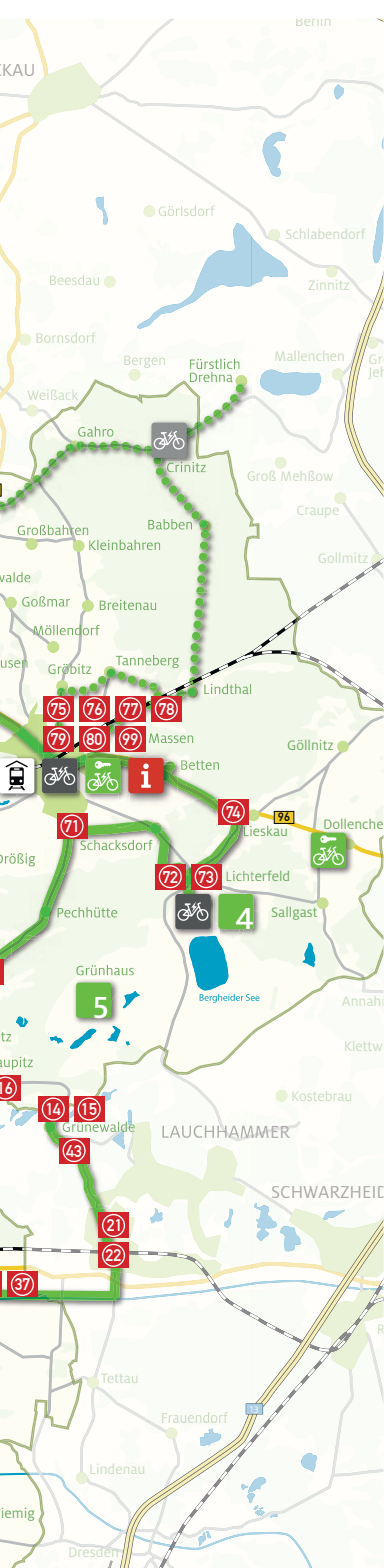 Berlin
CKAU
Görlsdorf
Schlabendorf
Zinnitz
Beesdau
Bornsdorf
Bergen
Fürstlich
Drehna
Mallenchen
Weißack
Gahro
Crinitz
Groß Mehßow
Craupe
Babben
Großbahren
Kleinbahren
Gollmitz
walde
Goßmar
Breitenau
Möllendorf
usen
Gröbitz
Tanneberg
Lindthal
75 76 77 78
79 80 99 Massen
Göllnitz
i
Betten
74
96
71
Lieskau
Dollenche
Schacksdorf
Drößig
72 73 Lichterfeld
4
Pechhütte
Sallgast
Grünhaus
5
Bergheider See
Annah
tz
Klettw
aupitz
16
14 15
Kostebrau
Grünewalde
LAUCHHAMMER
43
SCHWARZHEID
21
22
37
R
Tettau
13
Frauendorf
Lindenau
iemig
Dresden